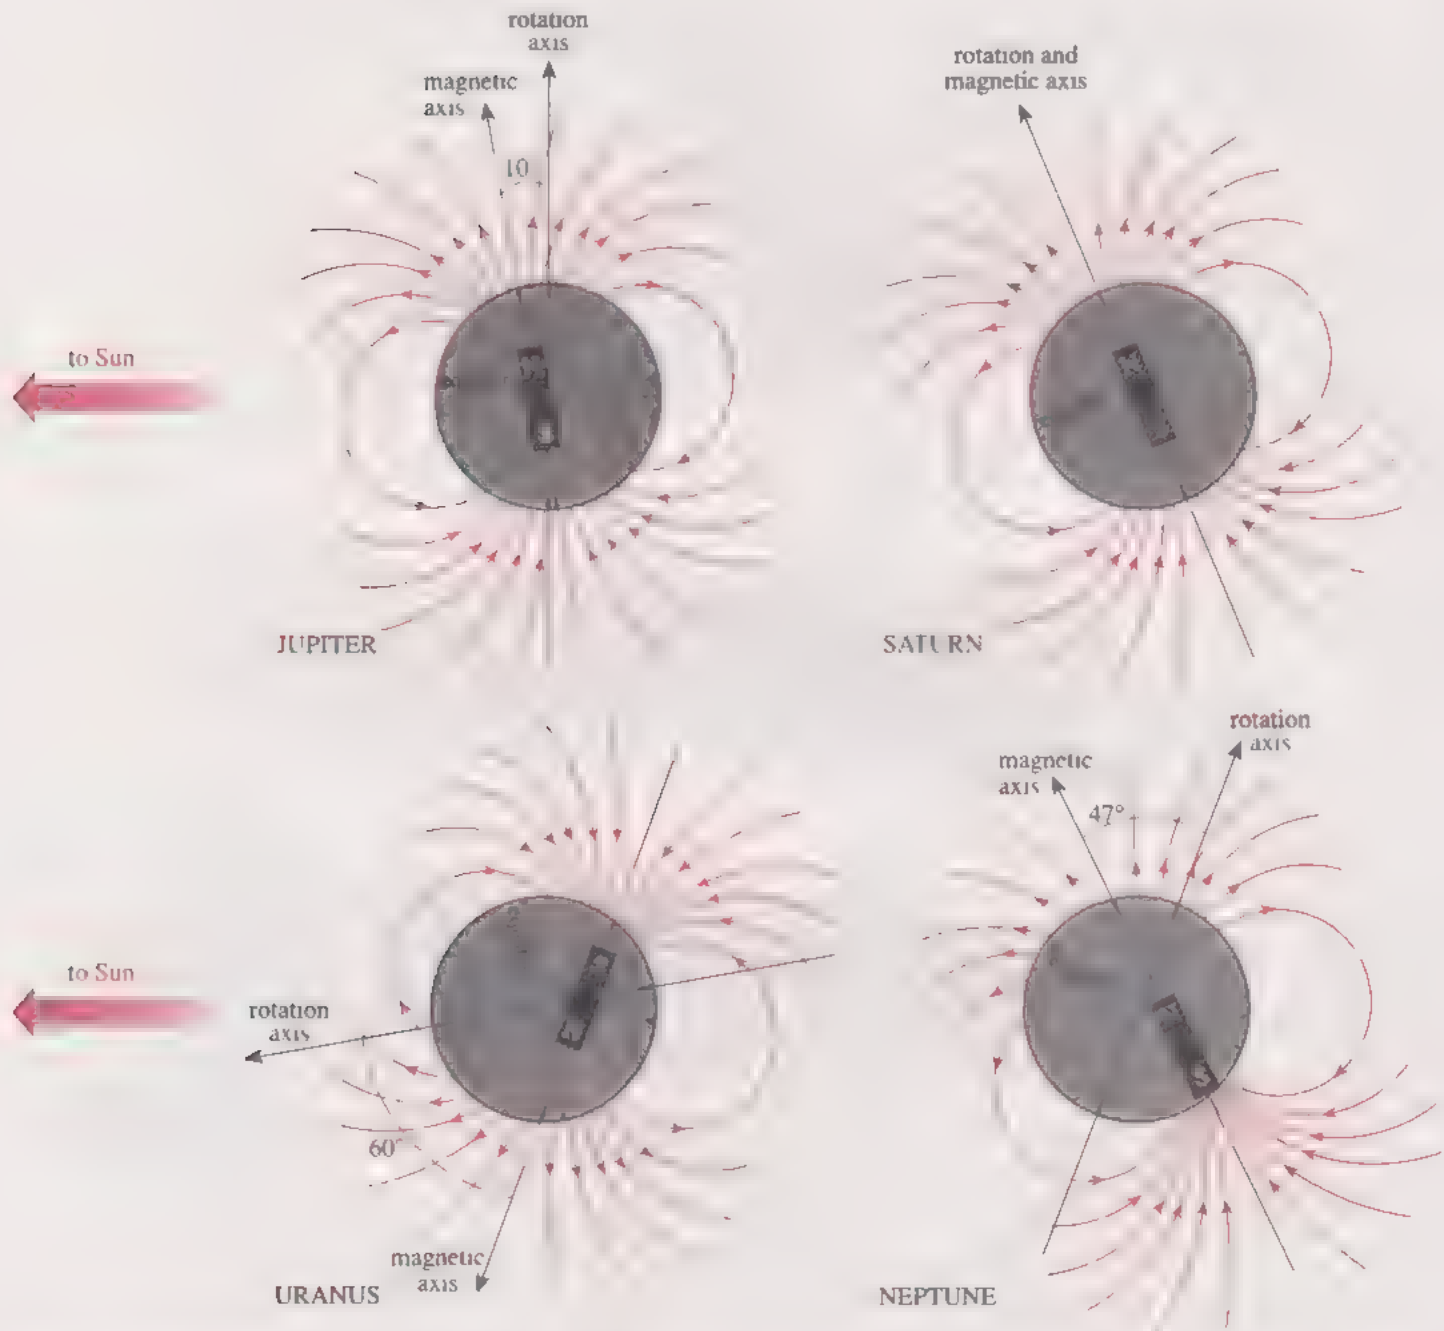 rotation
axis
magnetic
axis
10
rotation and
magnetic axis
to Sun
JUPITER
SATURN
rotation
axis
magnetic
axis
47°
to Sun
rotation
axis
60°
magnetic
axis
URANUS
NEPTUNE